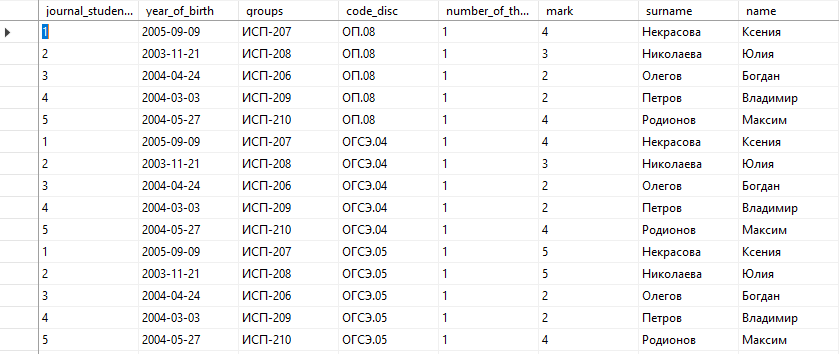 journal_studen... year_of_birth groups code_disc number_of_th... mark surname name
1 2005-09-09 ИСП-207 ОП.08 1 4 Некрасова Ксения
2 2003-11-21 ИСП-208 ОП.08 1 3 Николаева Юлия
3 2004-04-24 ИСП-206 ОП.08 1 2 Олегов Богдан
4 2004-03-03 ИСП-209 ОП.08 1 2 Петров Владимир
5 2004-05-27 ИСП-210 ОП.08 1 4 Родионов Максим
1 2005-09-09 ИСП-207 ОГСЭ.04 1 4 Некрасова Ксения
2 2003-11-21 ИСП-208 ОГСЭ.04 1 3 Николаева Юлия
3 2004-04-24 ИСП-206 ОГСЭ.04 1 2 Олегов Богдан
4 2004-03-03 ИСП-209 ОГСЭ.04 1 2 Петров Владимир
5 2004-05-27 ИСП-210 ОГСЭ.04 1 4 Родионов Максим
1 2005-09-09 ИСП-207 ОГСЭ.05 1 5 Некрасова Ксения
2 2003-11-21 ИСП-208 ОГСЭ.05 1 5 Николаева Юлия
3 2004-04-24 ИСП-206 ОГСЭ.05 1 2 Олегов Богдан
4 2004-03-03 ИСП-209 ОГСЭ.05 1 2 Петров Владимир
5 2004-05-27 ИСП-210 ОГСЭ.05 1 4 Родионов Максим